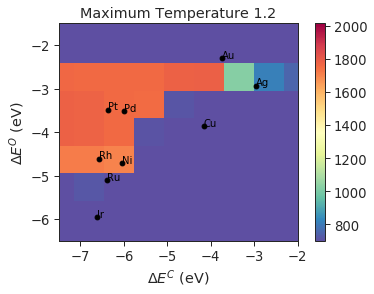 Maximum Temperature 1.2
−2
−3
−4
−5
−6
ΔE^O (eV)
Au
Ag
Pt
Pd
Cu
Rh
Ni
Ru
Ir
−7
−6
−5
−4
−3
−2
ΔE^C (eV)
2000
1800
1600
1400
1200
1000
800